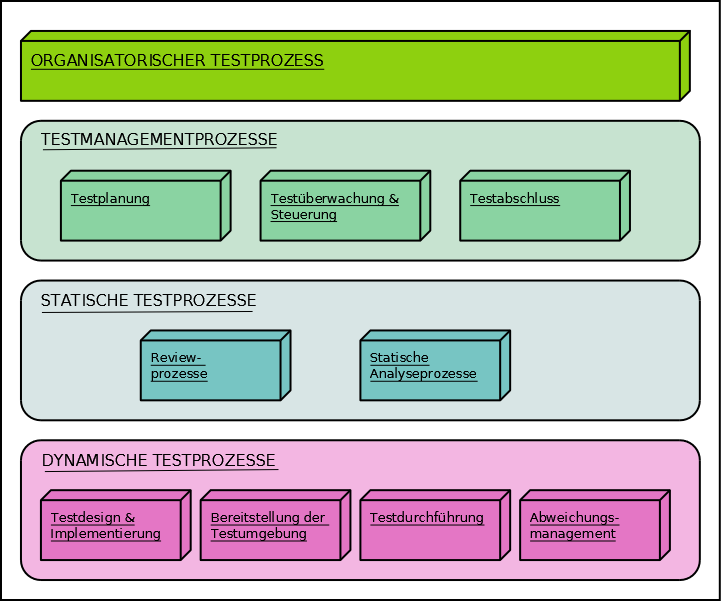 ORGANISATORISCHER TESTPROZESS
TESTMANAGEMENTPROZESSE
Testplanung
Testüberwachung &
Steuerung
Testabschluss
STATISCHE TESTPROZESSE
Review-
prozesse
Statische
Analyseprozesse
DYNAMISCHE TESTPROZESSE
Testdesign &
Implementierung
Bereitstellung der
Testumgebung
Testdurchführung
Abweichungs-
management